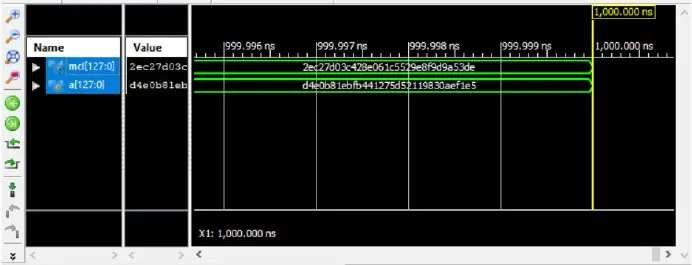 1,000.000 ns
Name
Value
999.996 ns
999.997 ns
999.998 ns
999.999 ns
1,000.000 ns
mcl[127:0]
2ec27d03c
2ec27d03c428e061c5529e8f9d9a53de
a[127:0]
d4e0b81eb
d4e0b81ebfb441275d52119830aef1e5
X1: 1,000.000 ns